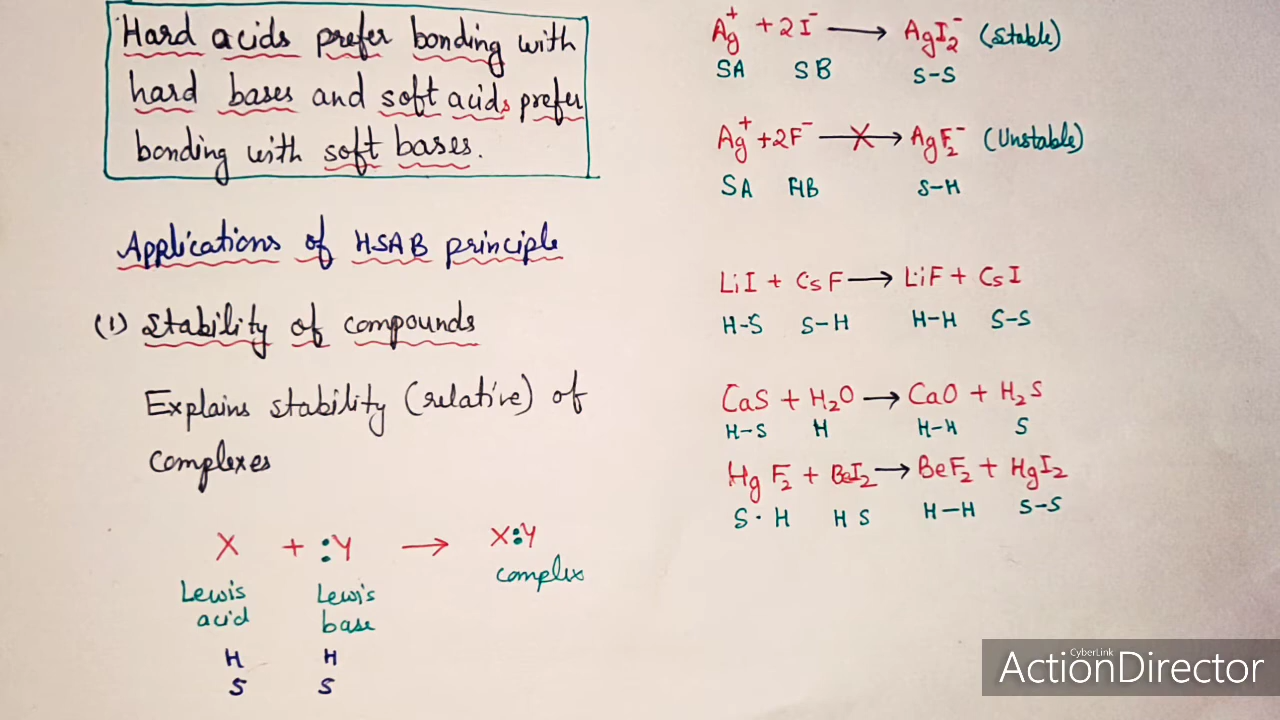 Hard acids prefer bonding with
hard bases and soft acids prefer
bonding with soft bases.
Applications of HSAB principle
(1) Stability of compounds
Explains stability (relative) of
complexes
X + :Y → X:Y
complex
Lewis acid Lewis base
H H
S S
Ag⁺ + 2I⁻ → AgI₂⁻ (Stable)
SA SB S-S
Ag⁺ + 2F⁻ —X→ AgF₂⁻ (Unstable)
SA HB S-H
LiI + CsF → LiF + CsI
H-S S-H H-H S-S
CaS + H₂O → CaO + H₂S
H-S H H-H S
HgF₂ + BeI₂ → BeF₂ + HgI₂
S·H H S H-H S-S
CyberLink
ActionDirector